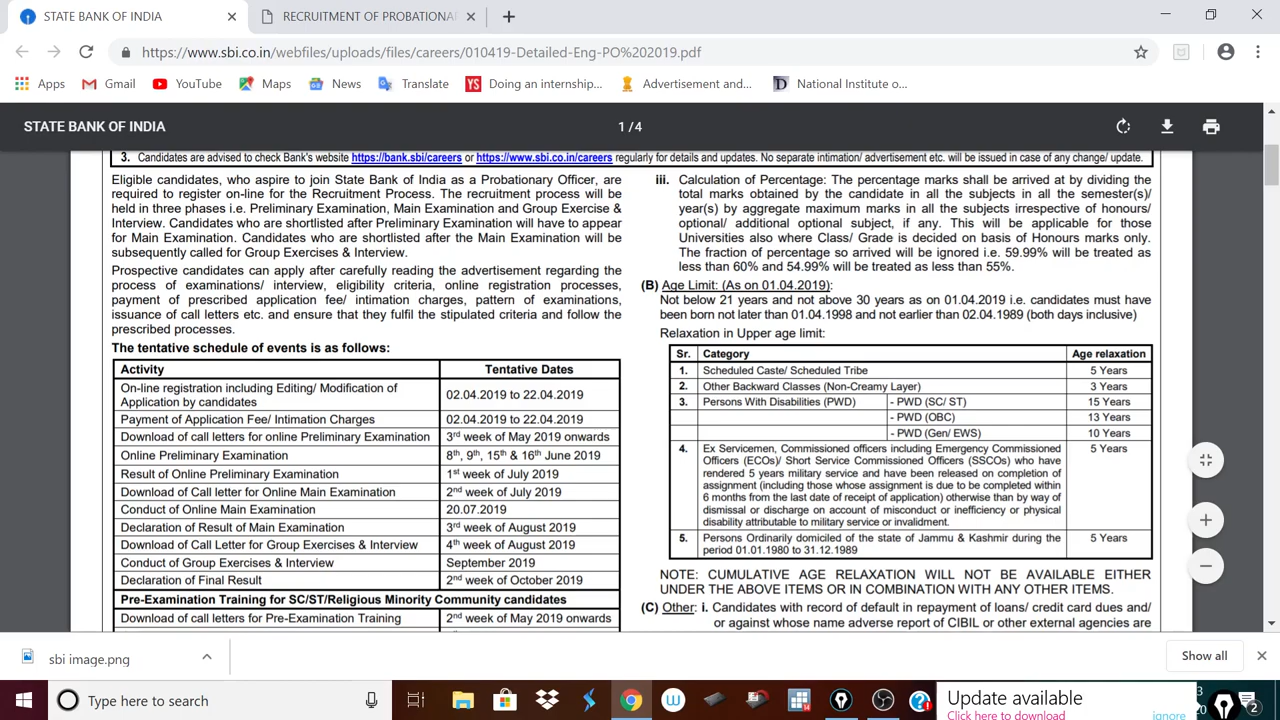 STATE BANK OF INDIA
RECRUITMENT OF PROBATIONA
https://www.sbi.co.in/webfiles/uploads/files/careers/010419-Detailed-Eng-PO%202019.pdf
Apps
Gmail
YouTube
Maps
News
Translate
Doing an internship...
Advertisement and...
National Institute o...
STATE BANK OF INDIA
1 / 4
3. Candidates are advised to check Bank's website https://bank.sbi/careers or https://www.sbi.co.in/careers regularly for details and updates. No separate intimation/ advertisement etc. will be issued in case of any change/ update.
Eligible candidates, who aspire to join State Bank of India as a Probationary Officer, are
required to register on-line for the Recruitment Process. The recruitment process will be
held in three phases i.e. Preliminary Examination, Main Examination and Group Exercise &
Interview. Candidates who are shortlisted after Preliminary Examination will have to appear
for Main Examination. Candidates who are shortlisted after the Main Examination will be
subsequently called for Group Exercises & Interview.
Prospective candidates can apply after carefully reading the advertisement regarding the
process of examinations/ interview, eligibility criteria, online registration processes,
payment of prescribed application fee/ intimation charges, pattern of examinations,
issuance of call letters etc. and ensure that they fulfil the stipulated criteria and follow the
prescribed processes.
The tentative schedule of events is as follows:
Activity Tentative Dates
On-line registration including Editing/ Modification of
Application by candidates 02.04.2019 to 22.04.2019
Payment of Application Fee/ Intimation Charges 02.04.2019 to 22.04.2019
Download of call letters for online Preliminary Examination 3rd week of May 2019 onwards
Online Preliminary Examination 8th, 9th, 15th & 16th June 2019
Result of Online Preliminary Examination 1st week of July 2019
Download of Call letter for Online Main Examination 2nd week of July 2019
Conduct of Online Main Examination 20.07.2019
Declaration of Result of Main Examination 3rd week of August 2019
Download of Call Letter for Group Exercises & Interview 4th week of August 2019
Conduct of Group Exercises & Interview September 2019
Declaration of Final Result 2nd week of October 2019
Pre-Examination Training for SC/ST/Religious Minority Community candidates
Download of call letters for Pre-Examination Training 2nd week of May 2019 onwards
iii. Calculation of Percentage: The percentage marks shall be arrived at by dividing the
total marks obtained by the candidate in all the subjects in all the semester(s)/
year(s) by aggregate maximum marks in all the subjects irrespective of honours/
optional/ additional optional subject, if any. This will be applicable for those
Universities also where Class/ Grade is decided on basis of Honours marks only.
The fraction of percentage so arrived will be ignored i.e. 59.99% will be treated as
less than 60% and 54.99% will be treated as less than 55%.
(B) Age Limit: (As on 01.04.2019):
Not below 21 years and not above 30 years as on 01.04.2019 i.e. candidates must have
been born not later than 01.04.1998 and not earlier than 02.04.1989 (both days inclusive)
Relaxation in Upper age limit:
Sr. Category Age relaxation
1. Scheduled Caste/ Scheduled Tribe 5 Years
2. Other Backward Classes (Non-Creamy Layer) 3 Years
3. Persons With Disabilities (PWD) - PWD (SC/ ST) 15 Years
- PWD (OBC) 13 Years
- PWD (Gen/ EWS) 10 Years
4. Ex Servicemen, Commissioned officers including Emergency Commissioned 5 Years
Officers (ECOs)/ Short Service Commissioned Officers (SSCOs) who have
rendered 5 years military service and have been released on completion of
assignment (including those whose assignment is due to be completed within
6 months from the last date of receipt of application) otherwise than by way of
dismissal or discharge on account of misconduct or inefficiency or physical
disability attributable to military service or invalidment.
5. Persons Ordinarily domiciled of the state of Jammu & Kashmir during the 5 Years
period 01.01.1980 to 31.12.1989
NOTE: CUMULATIVE AGE RELAXATION WILL NOT BE AVAILABLE EITHER
UNDER THE ABOVE ITEMS OR IN COMBINATION WITH ANY OTHER ITEMS.
(C) Other: i. Candidates with record of default in repayment of loans/ credit card dues and/
or against whose name adverse report of CIBIL or other external agencies are
sbi image.png
Show all
Type here to search
Update available
Click here to download
ignore
2